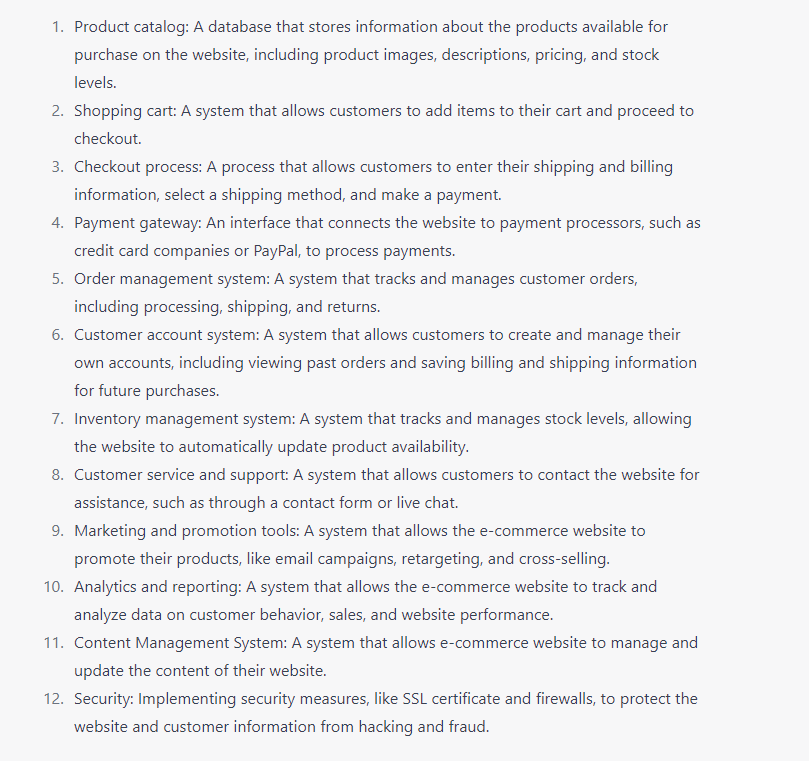 1. Product catalog: A database that stores information about the products available for
purchase on the website, including product images, descriptions, pricing, and stock
levels.
2. Shopping cart: A system that allows customers to add items to their cart and proceed to
checkout.
3. Checkout process: A process that allows customers to enter their shipping and billing
information, select a shipping method, and make a payment.
4. Payment gateway: An interface that connects the website to payment processors, such as
credit card companies or PayPal, to process payments.
5. Order management system: A system that tracks and manages customer orders,
including processing, shipping, and returns.
6. Customer account system: A system that allows customers to create and manage their
own accounts, including viewing past orders and saving billing and shipping information
for future purchases.
7. Inventory management system: A system that tracks and manages stock levels, allowing
the website to automatically update product availability.
8. Customer service and support: A system that allows customers to contact the website for
assistance, such as through a contact form or live chat.
9. Marketing and promotion tools: A system that allows the e-commerce website to
promote their products, like email campaigns, retargeting, and cross-selling.
10. Analytics and reporting: A system that allows the e-commerce website to track and
analyze data on customer behavior, sales, and website performance.
11. Content Management System: A system that allows e-commerce website to manage and
update the content of their website.
12. Security: Implementing security measures, like SSL certificate and firewalls, to protect the
website and customer information from hacking and fraud.